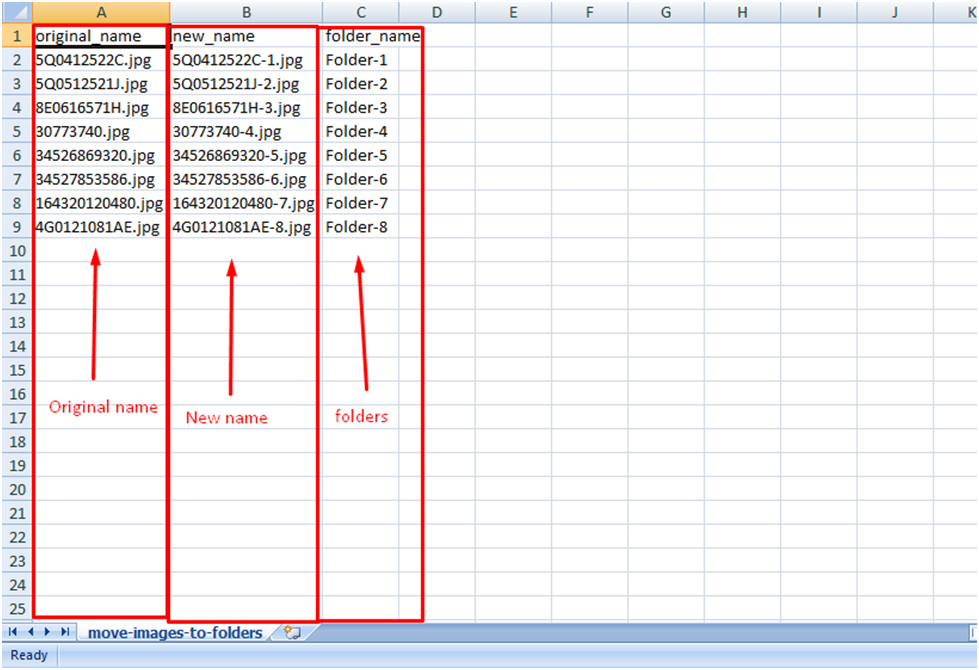 A B C D E F G H I J K
1 original_name new_name folder_name
2 5Q0412522C.jpg 5Q0412522C-1.jpg Folder-1
3 5Q0512521J.jpg 5Q0512521J-2.jpg Folder-2
4 8E0616571H.jpg 8E0616571H-3.jpg Folder-3
5 30773740.jpg 30773740-4.jpg Folder-4
6 34526869320.jpg 34526869320-5.jpg Folder-5
7 34527853586.jpg 34527853586-6.jpg Folder-6
8 164320120480.jpg 164320120480-7.jpg Folder-7
9 4G0121081AE.jpg 4G0121081AE-8.jpg Folder-8
10
11
12
13
14
15
16
Original name New name folders
17
18
19
20
21
22
23
24
25
move-images-to-folders
Ready